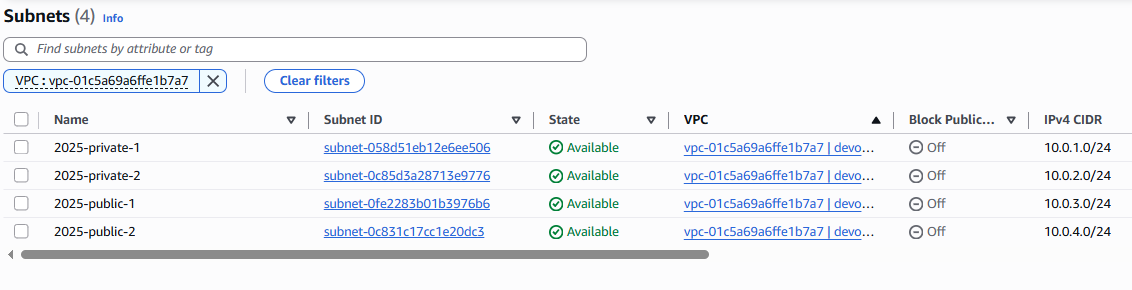 Subnets (4) Info
Find subnets by attribute or tag
VPC : vpc-01c5a69a6ffe1b7a7 Clear filters
Name Subnet ID State VPC Block Public... IPv4 CIDR
2025-private-1 subnet-058d51eb12e6ee506 Available vpc-01c5a69a6ffe1b7a7 | devo... Off 10.0.1.0/24
2025-private-2 subnet-0c85d3a28713e9776 Available vpc-01c5a69a6ffe1b7a7 | devo... Off 10.0.2.0/24
2025-public-1 subnet-0fe2283b01b3976b6 Available vpc-01c5a69a6ffe1b7a7 | devo... Off 10.0.3.0/24
2025-public-2 subnet-0c831c17cc1e20dc3 Available vpc-01c5a69a6ffe1b7a7 | devo... Off 10.0.4.0/24